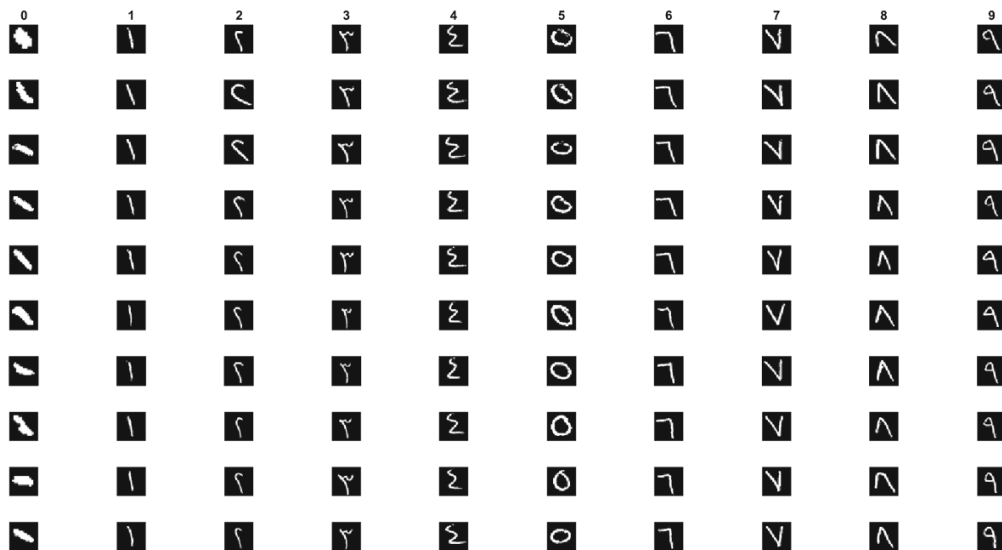 0 1 2 3 4 5 6 7 8 9
٠ ١ ٢ ٣ ٤ ٥ ٦ ٧ ٨ ٩
٠ ١ ٢ ٣ ٤ ٥ ٦ ٧ ٨ ٩
٠ ١ ٢ ٣ ٤ ٥ ٦ ٧ ٨ ٩
٠ ١ ٢ ٣ ٤ ٥ ٦ ٧ ٨ ٩
٠ ١ ٢ ٣ ٤ ٥ ٦ ٧ ٨ ٩
٠ ١ ٢ ٣ ٤ ٥ ٦ ٧ ٨ ٩
٠ ١ ٢ ٣ ٤ ٥ ٦ ٧ ٨ ٩
٠ ١ ٢ ٣ ٤ ٥ ٦ ٧ ٨ ٩
٠ ١ ٢ ٣ ٤ ٥ ٦ ٧ ٨ ٩
٠ ١ ٢ ٣ ٤ ٥ ٦ ٧ ٨ ٩